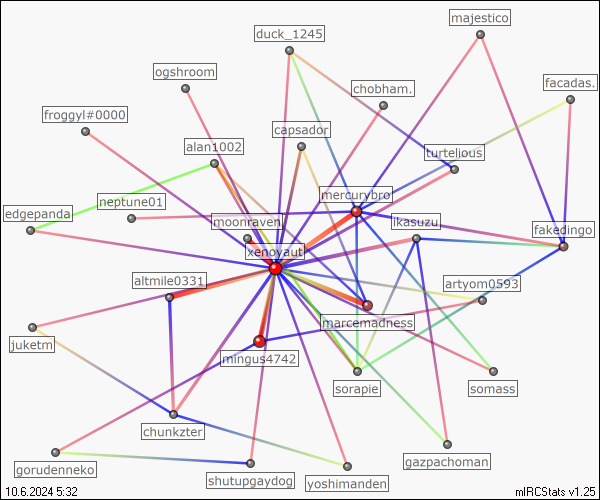 majestico
duck_1245
ogshroom
chobham.
facadas.
froggyl#0000
capsador
alan1002
turtelious
mercurybro
neptune01
edgepanda
moonraven
ikasuzu
fakedingo
xenoyaut
altmile0331
artyom0593
marcemadness
juketm
mingus4742
sorapie
somass
chunkzter
gazpachoman
gorudenneko
shutupgaydog
yoshimanden
10.6.2024 5:32
mIRCStats v1.25